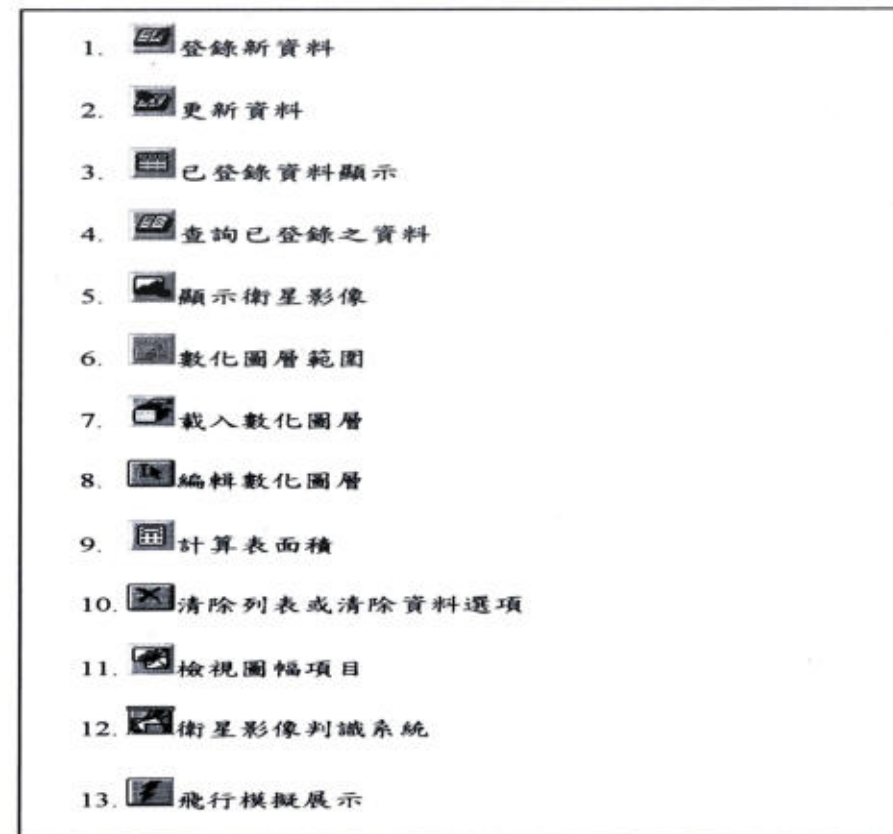 1. 登錄新資料
2. 更新資料
3. 已登錄資料顯示
4. 查詢已登錄之資料
5. 顯示衛星影像
6. 數化圖層範圍
7. 載入數化圖層
8. 編輯數化圖層
9. 計算表面積
10. 清除列表或清除資料選項
11. 檢視圖幅項目
12. 衛星影像判識系統
13. 飛行模擬展示